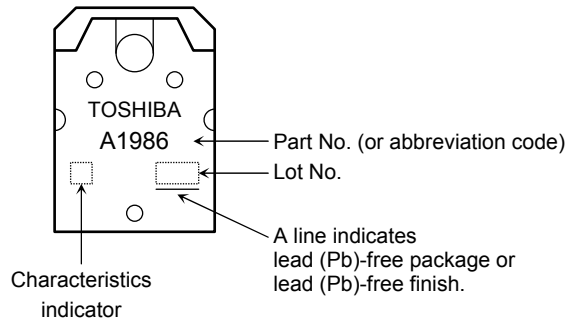 TOSHIBA
A1986
Part No. (or abbreviation code)
Lot No.
A line indicates
lead (Pb)-free package or
lead (Pb)-free finish.
Characteristics
indicator